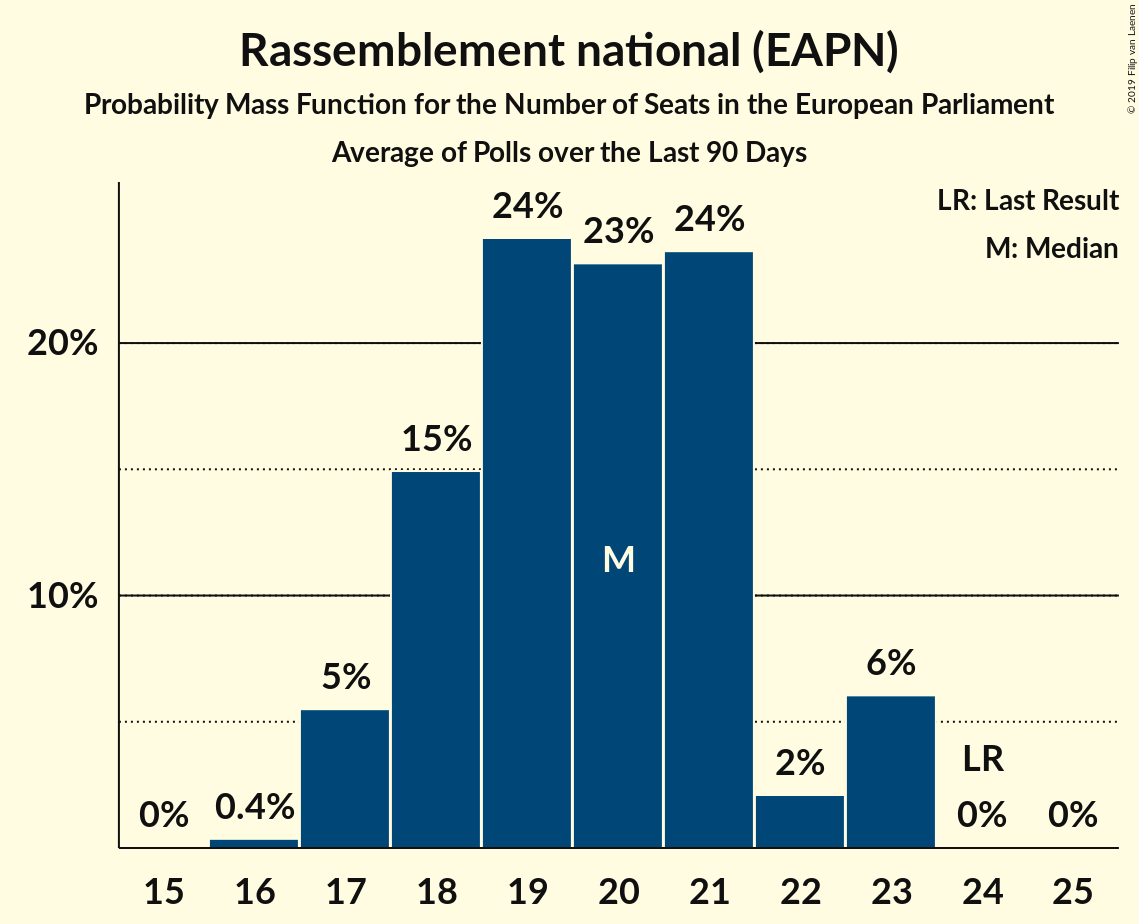 Rassemblement national (EAPN)
Probability Mass Function for the Number of Seats in the European Parliament
Average of Polls over the Last 90 Days
© 2019 Filip van Laenen
LR: Last Result
M: Median
24%
23%
24%
20%
15%
M
10%
5%
6%
2%
LR
0%
0.4%
0%
0%
15 16 17 18 19 20 21 22 23 24 25